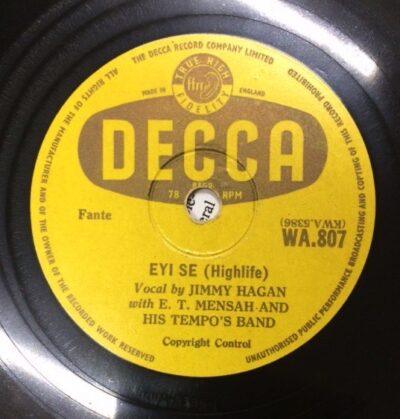 THE DECCA RECORD COMPANY LIMITED
ALL RIGHTS OF THE MANUFACTURER AND OF THE OWNER OF THE RECORDED WORK RESERVED
UNAUTHORISED PUBLIC PERFORMANCE BROADCASTING AND COPYING OF THIS RECORD PROHIBITED
TRUE HIGH FIDELITY
ffrr
MADE IN ENGLAND
DECCA
REGD.
78 RPM
Fante
(KWA.5386)
WA.807
EYI SE (Highlife)
Vocal by JIMMY HAGAN
with E. T. MENSAH AND
HIS TEMPO'S BAND
Copyright Control